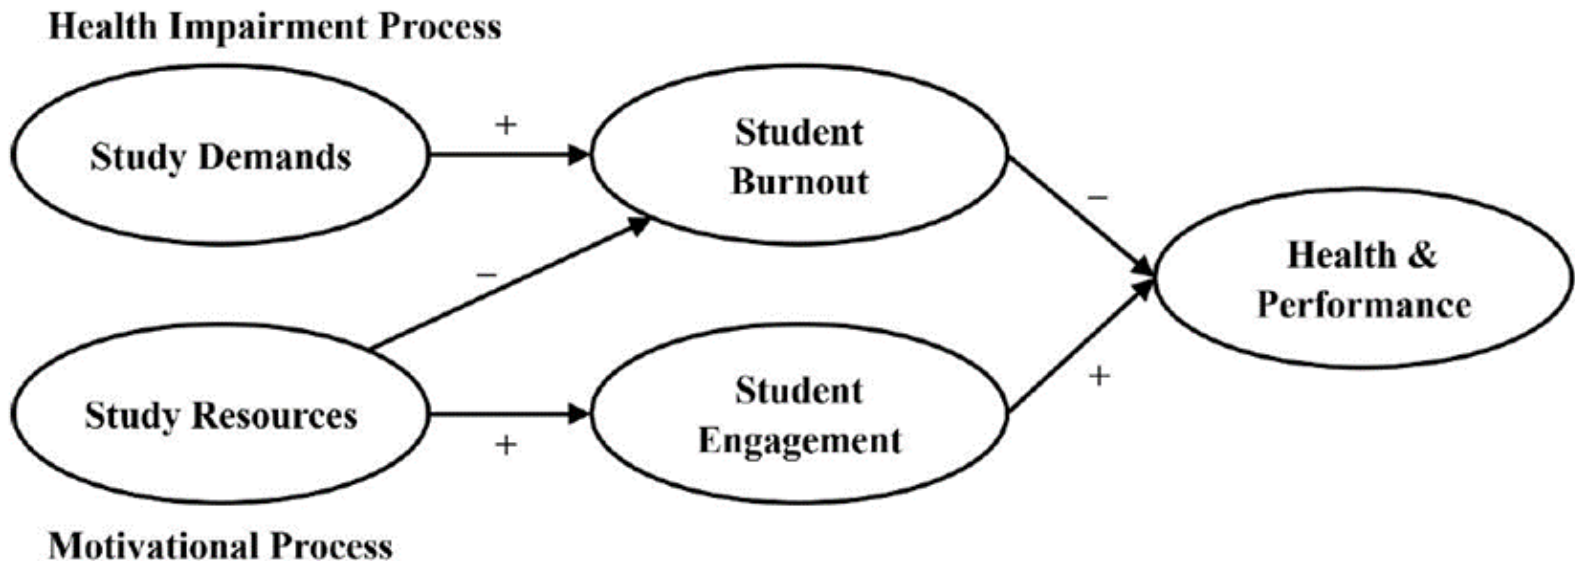 Health Impairment Process
Study Demands
+
Student
Burnout
−
Health &
Performance
−
Study Resources
+
Student
Engagement
+
Motivational Process